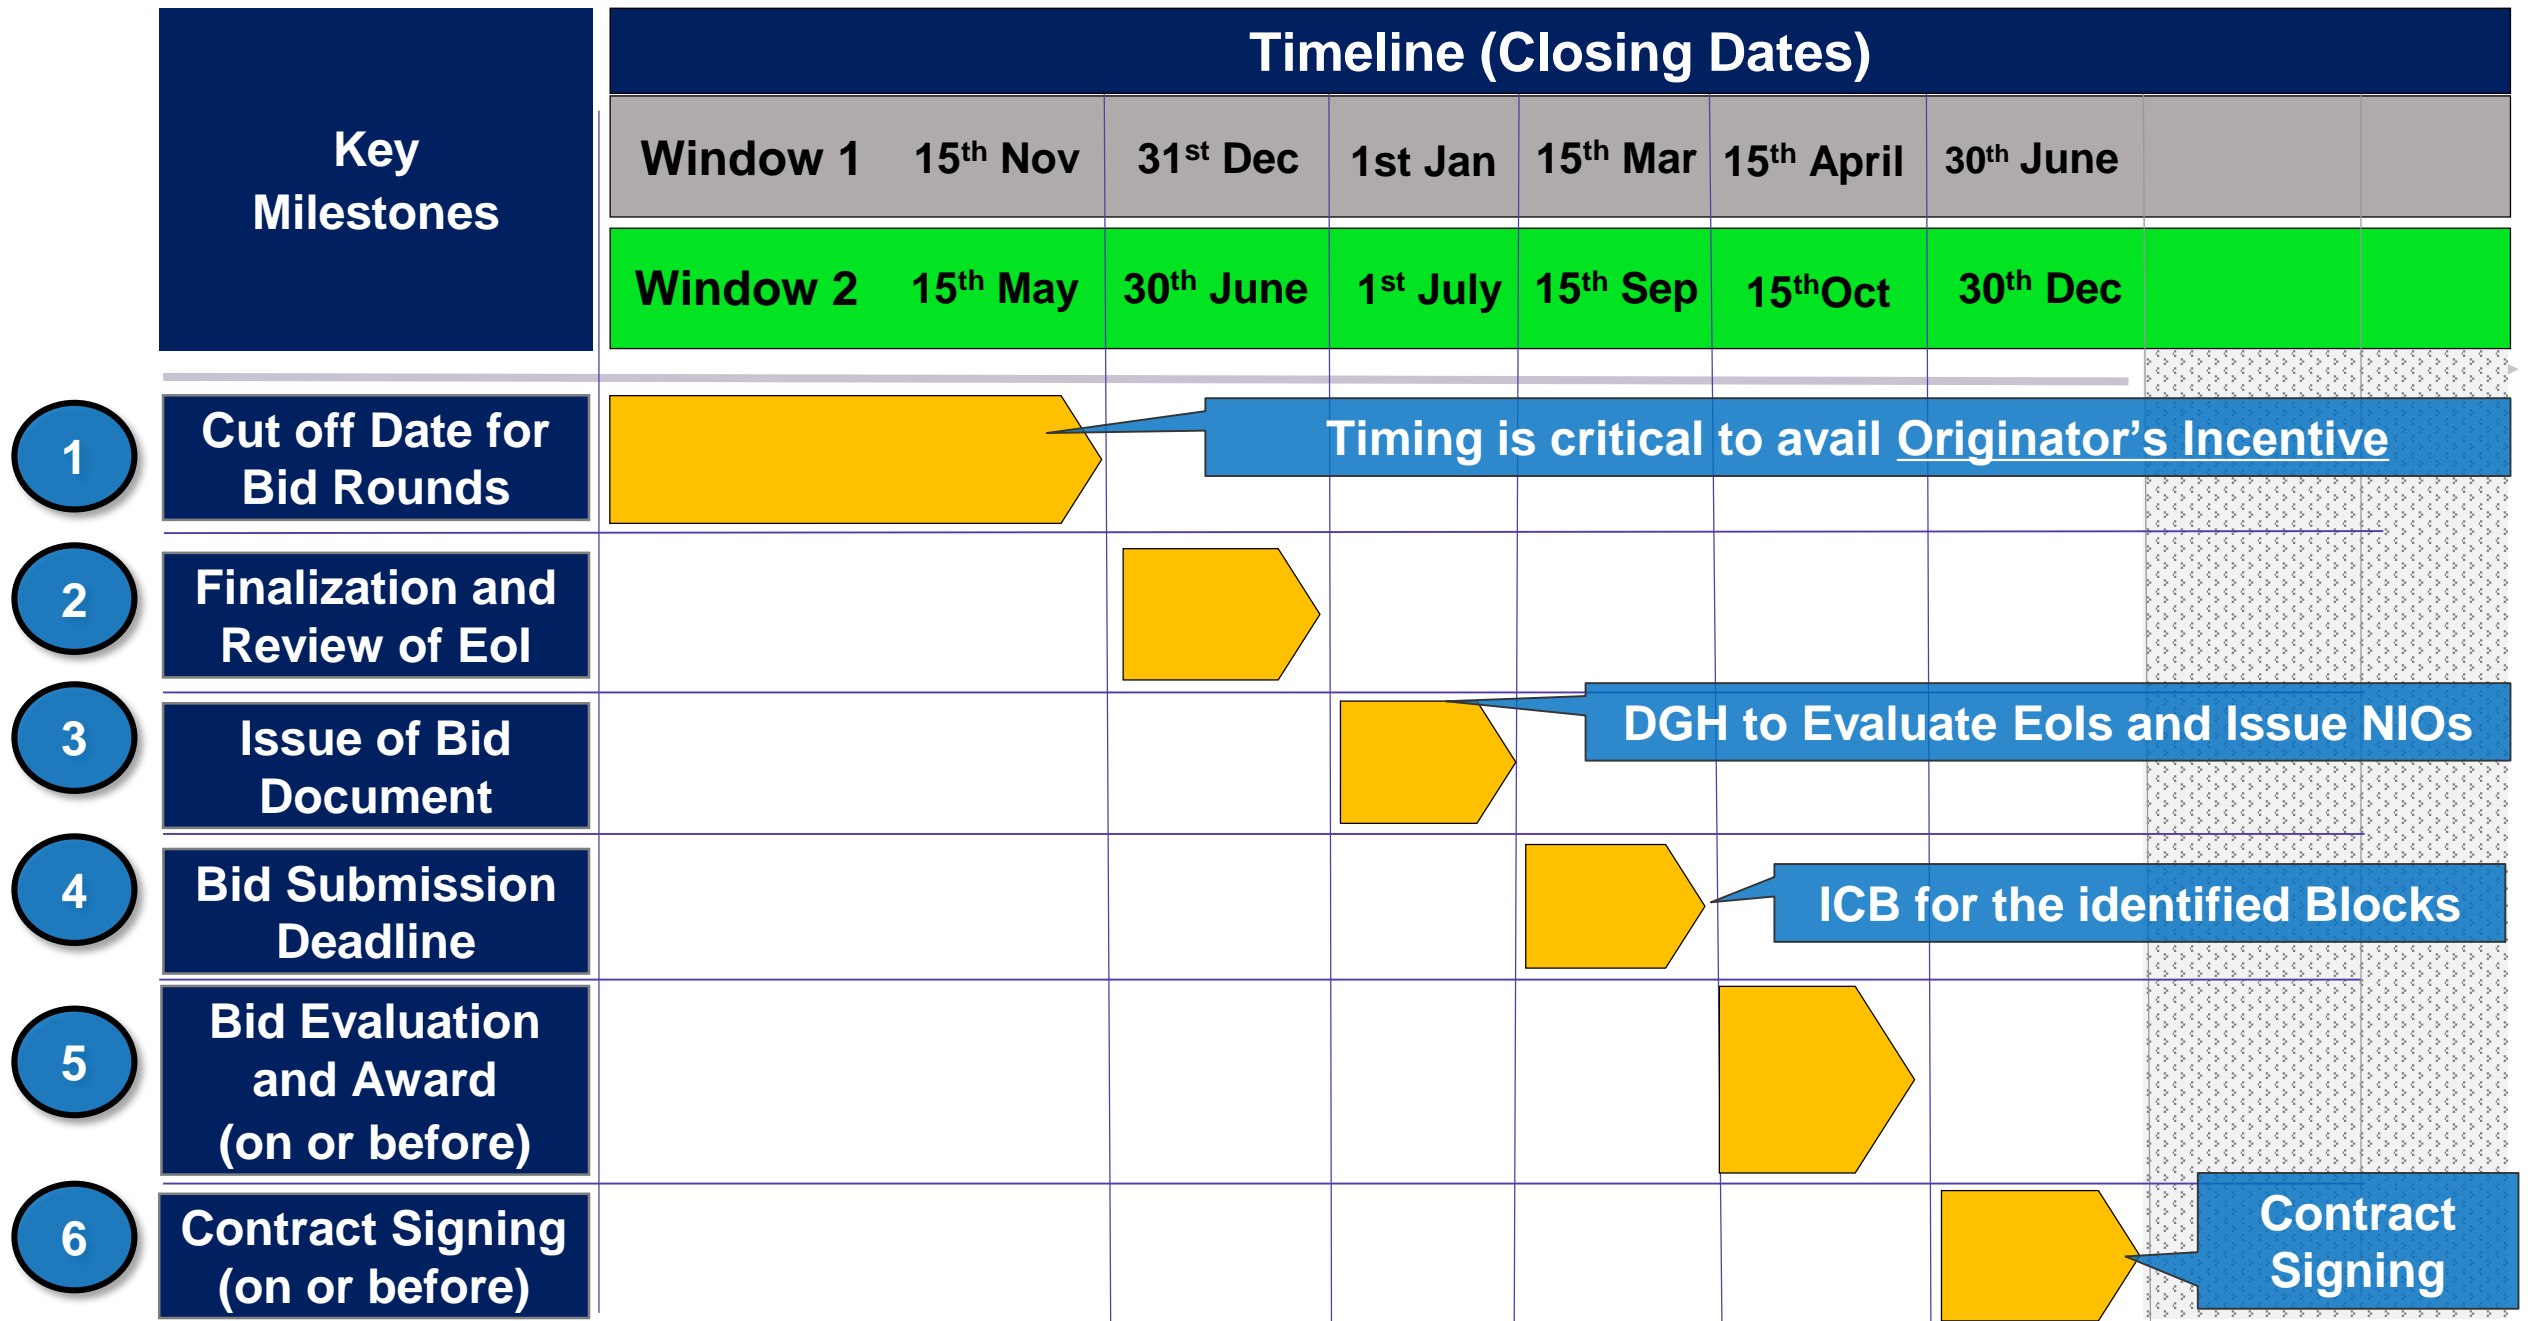 Timeline (Closing Dates)
Key
Milestones
Window 1 15th Nov 31st Dec 1st Jan 15th Mar 15th April 30th June
Window 2 15th May 30th June 1st July 15th Sep 15thOct 30th Dec
1
Cut off Date for
Bid Rounds
Timing is critical to avail Originator’s Incentive
2
Finalization and
Review of EoI
3
Issue of Bid
Document
DGH to Evaluate EoIs and Issue NIOs
4
Bid Submission
Deadline
ICB for the identified Blocks
5
Bid Evaluation
and Award
(on or before)
6
Contract Signing
(on or before)
Contract
Signing